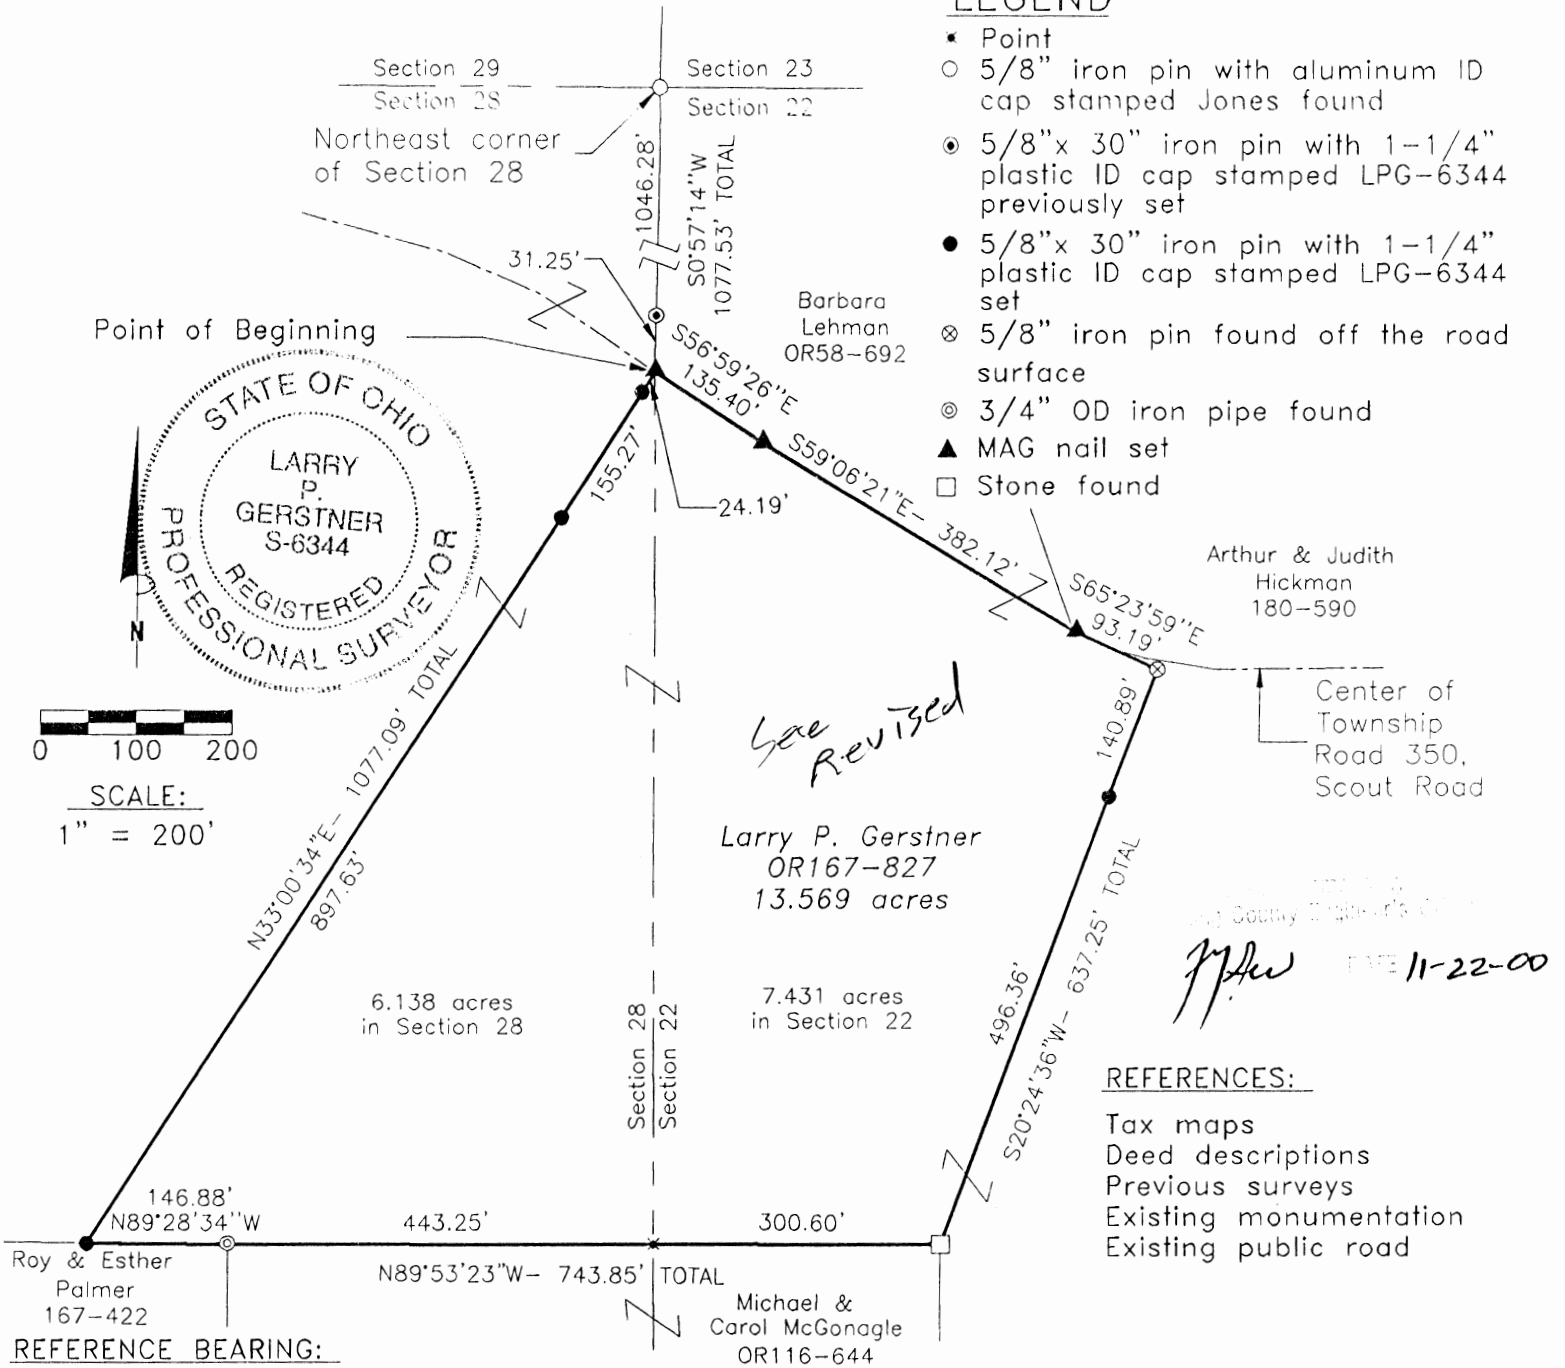 LEGEND
Point
5/8" iron pin with aluminum ID
cap stamped Jones found
5/8"x 30" iron pin with 1-1/4"
plastic ID cap stamped LPG-6344
previously set
5/8"x 30" iron pin with 1-1/4"
plastic ID cap stamped LPG-6344
set
5/8" iron pin found off the road
surface
3/4" OD iron pipe found
MAG nail set
Stone found
Section 29
Section 28
Section 23
Section 22
Northeast corner
of Section 28
1046.28'
S0°57'14"W
1077.53' TOTAL
31.25'
Point of Beginning
Barbara
Lehman
OR58-692
S56°59'26"E
135.40'
S59°06'21"E- 382.12'
S65°23'59"E
93.19'
Arthur & Judith
Hickman
180-590
Center of
Township
Road 350,
Scout Road
STATE OF OHIO
LARRY
P.
GERSTNER
S-6344
REGISTERED
PROFESSIONAL SURVEYOR
N
0 100 200
SCALE:
1" = 200'
155.27'
24.19'
N33°00'34"E- 1077.09' TOTAL
897.63'
See
Revised
Larry P. Gerstner
OR167-827
13.569 acres
140.89'
496.36'
S20°24'36"W- 637.25' TOTAL
County Engineer's
DATE 11-22-00
6.138 acres
in Section 28
7.431 acres
in Section 22
Section 28
Section 22
REFERENCES:
Tax maps
Deed descriptions
Previous surveys
Existing monumentation
Existing public road
146.88'
N89°28'34"W
443.25'
300.60'
N89°53'23"W- 743.85' TOTAL
Roy & Esther
Palmer
167-422
Michael &
Carol McGonagle
OR116-644
REFERENCE BEARING: